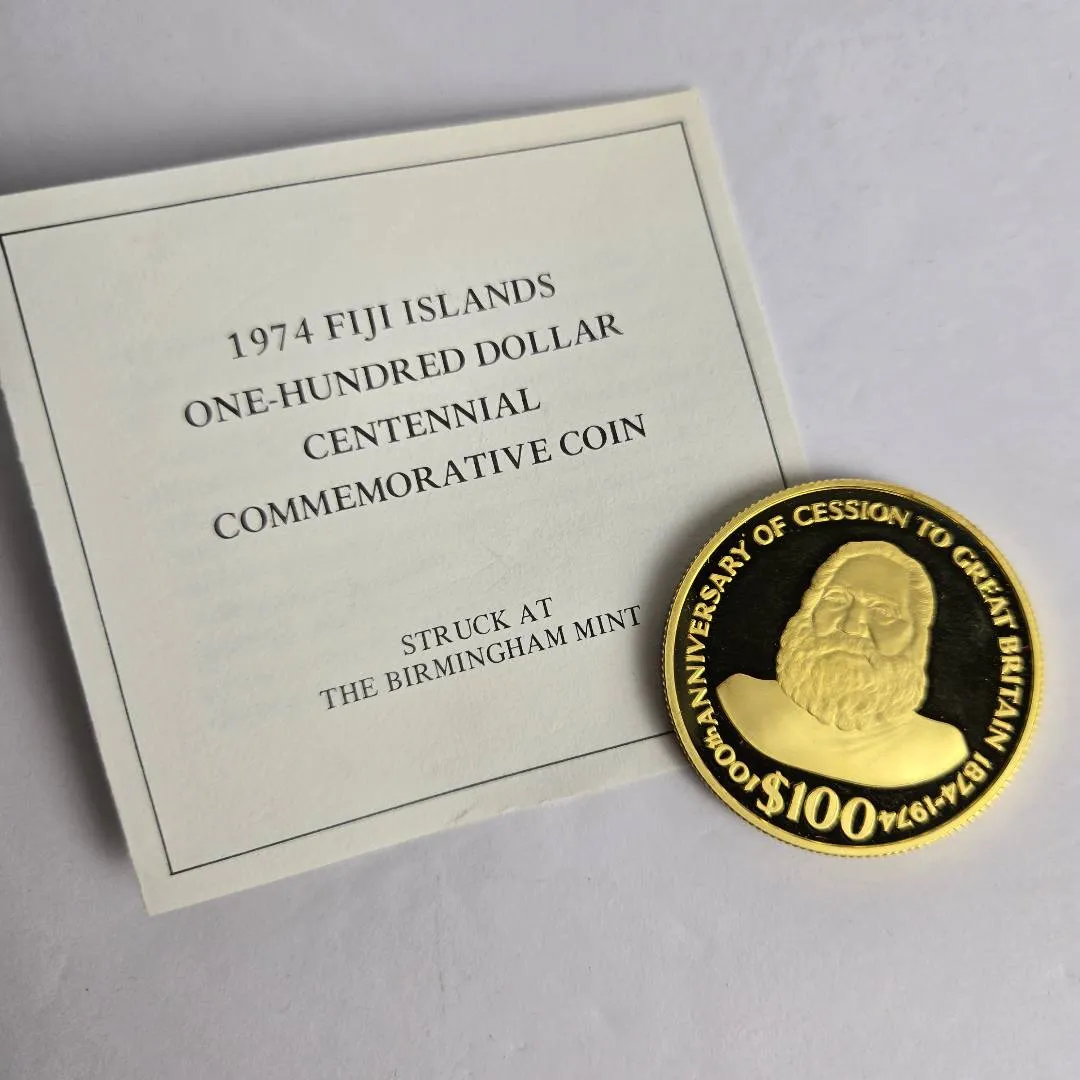 1974 FIJI ISLANDS
ONE-HUNDRED DOLLAR
CENTENNIAL
COMMEMORATIVE COIN
STRUCK AT
THE BIRMINGHAM MINT
100th ANNIVERSARY OF CESSION TO GREAT BRITAIN 1874-1974
$100